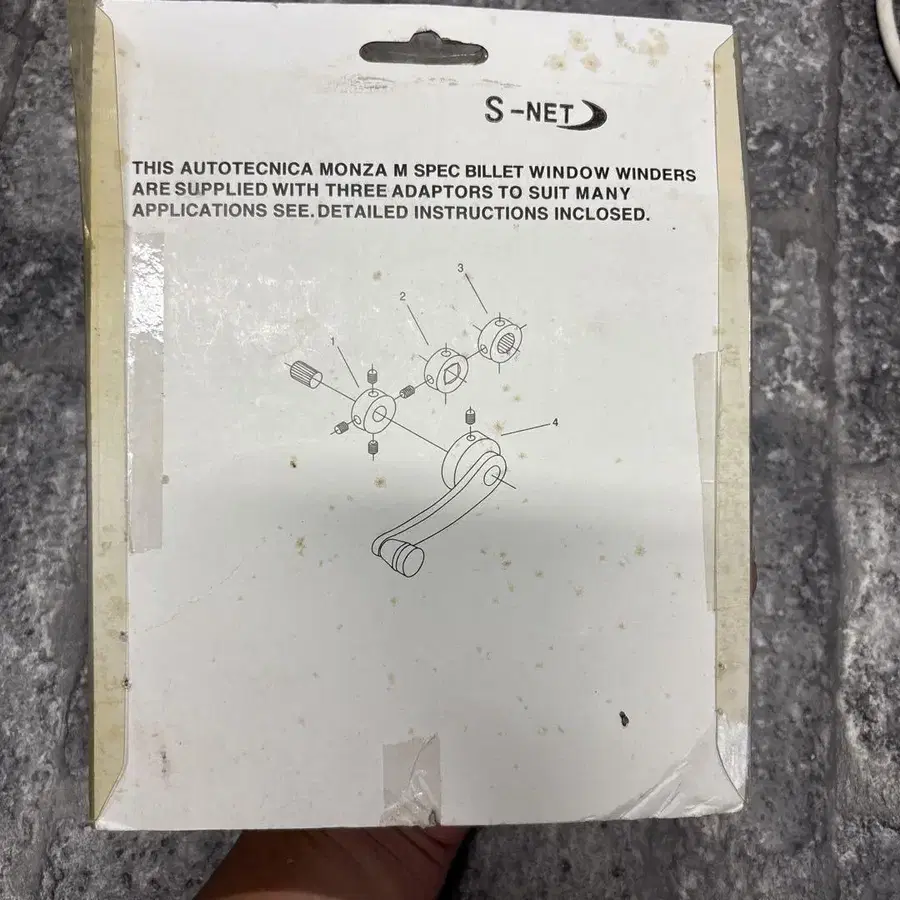 S-NET
THIS AUTOTECNICA MONZA M SPEC BILLET WINDOW WINDERS
ARE SUPPLIED WITH THREE ADAPTORS TO SUIT MANY
APPLICATIONS SEE. DETAILED INSTRUCTIONS INCLOSED.
3
2
1
4